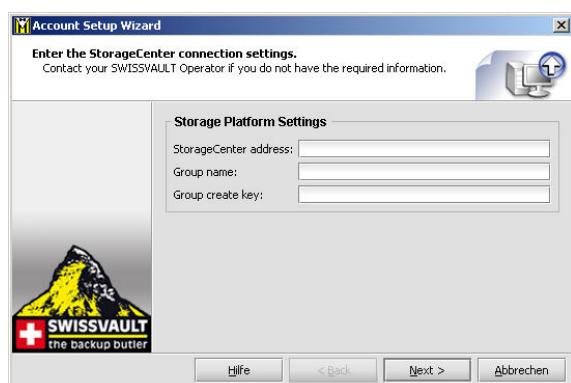 Account Setup Wizard
Enter the StorageCenter connection settings.
Contact your SWISSVAULT Operator if you do not have the required information.
Storage Platform Settings
StorageCenter address:
Group name:
Group create key:
SWISSVAULT
the backup butler
Hilfe
< Back
Next >
Abbrechen